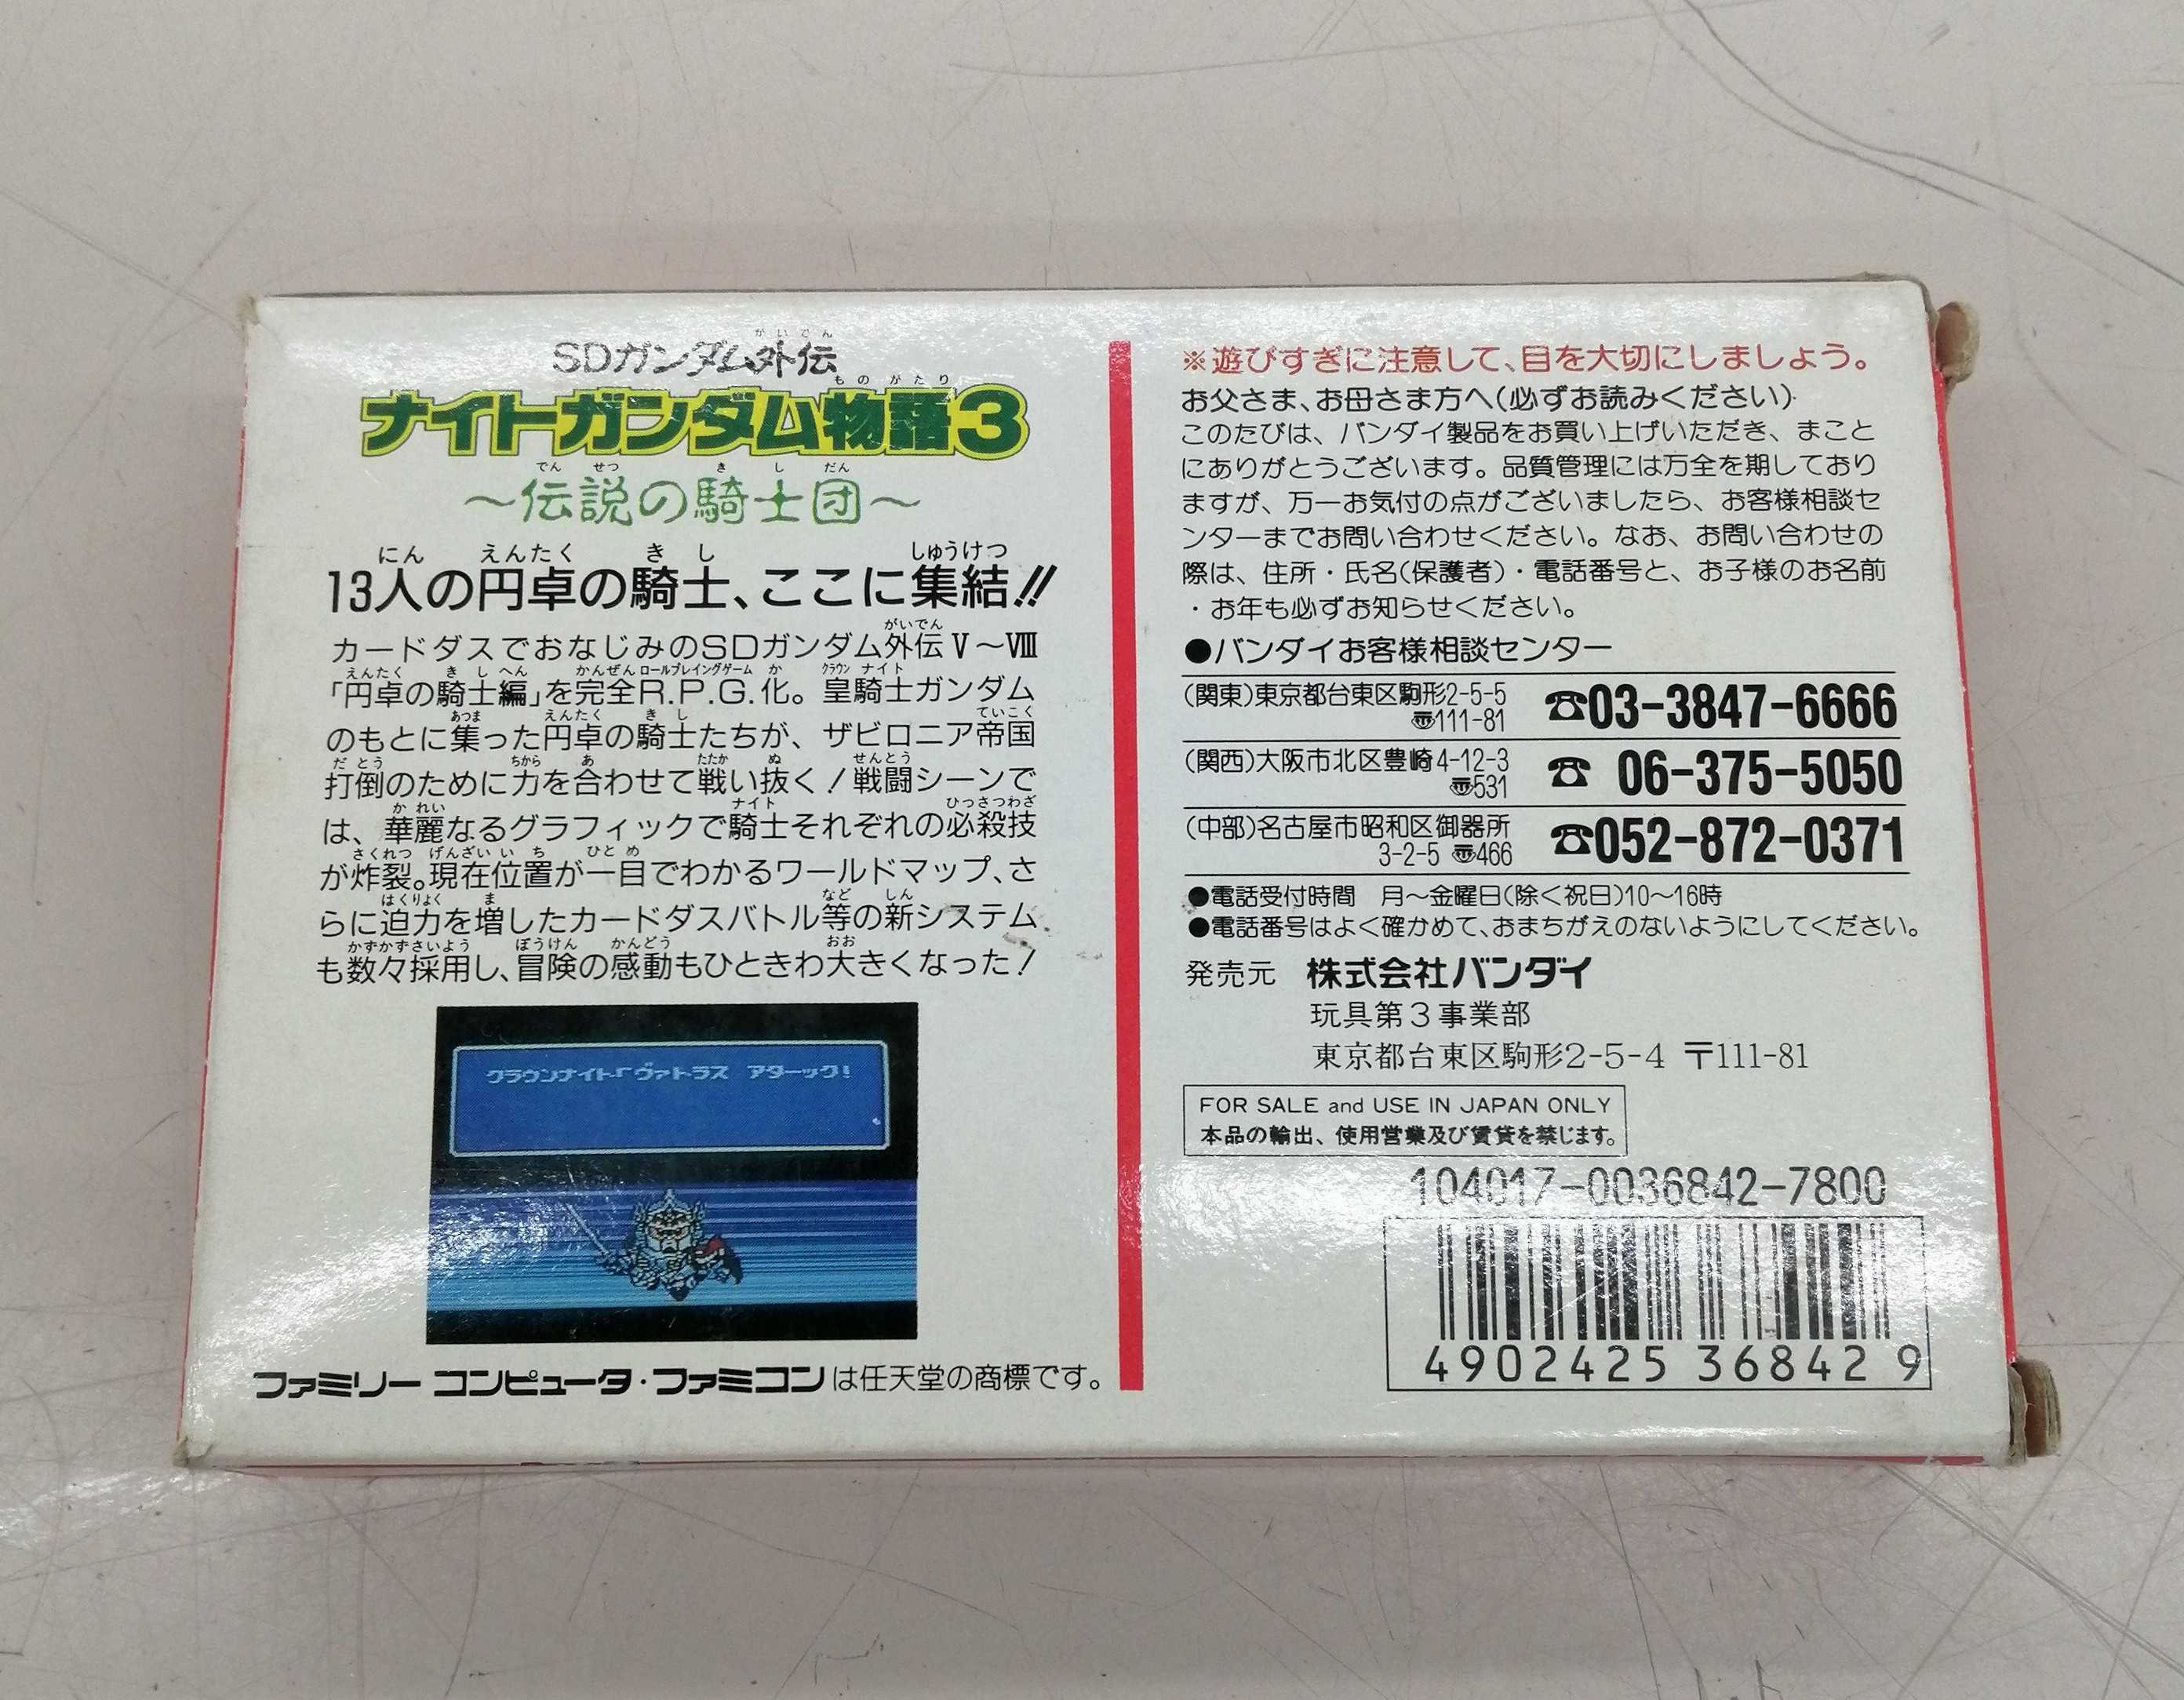 SDガンダム外伝
ナイトガンダム物語3
〜伝説の騎士団〜
13人の円卓の騎士、ここに集結!!
カードダスでおなじみのSDガンダム外伝Ⅴ〜Ⅷ
「円卓の騎士編」を完全R.P.G.化。皇騎士ガンダム
のもとに集った円卓の騎士たちが、ザビロニア帝国
打倒のために力を合わせて戦い抜く!戦闘シーンで
は、華麗なるグラフィックで騎士それぞれの必殺技
が炸裂。現在位置が一目でわかるワールドマップ、さ
らに迫力を増したカードダスバトル等の新システム
も数々採用し、冒険の感動もひときわ大きくなった!
クラウンナイト「ヴァトラス アターック!
ファミリーコンピュータ・ファミコンは任天堂の商標です。
※遊びすぎに注意して、目を大切にしましょう。
お父さま、お母さま方へ(必ずお読みください)
このたびは、バンダイ製品をお買い上げいただき、まこと
にありがとうございます。品質管理には万全を期しており
ますが、万一お気付の点がございましたら、お客様相談セ
ンターまでお問い合わせください。なお、お問い合わせの
際は、住所・氏名(保護者)・電話番号と、お子様のお名前
・お年も必ずお知らせください。
●バンダイお客様相談センター
(関東)東京都台東区駒形2-5-5 ☎03-3847-6666
〠111-81
(関西)大阪市北区豊崎4-12-3 ☎ 06-375-5050
〠531
(中部)名古屋市昭和区御器所 ☎052-872-0371
3-2-5 〠466
●電話受付時間 月〜金曜日(除く祝日)10〜16時
●電話番号はよく確かめて、おまちがえのないようにしてください。
発売元 株式会社バンダイ
玩具第3事業部
東京都台東区駒形2-5-4 〒111-81
FOR SALE and USE IN JAPAN ONLY
本品の輸出、使用営業及び賃貸を禁じます。
104017-0036842-7800
4902425 36842 9